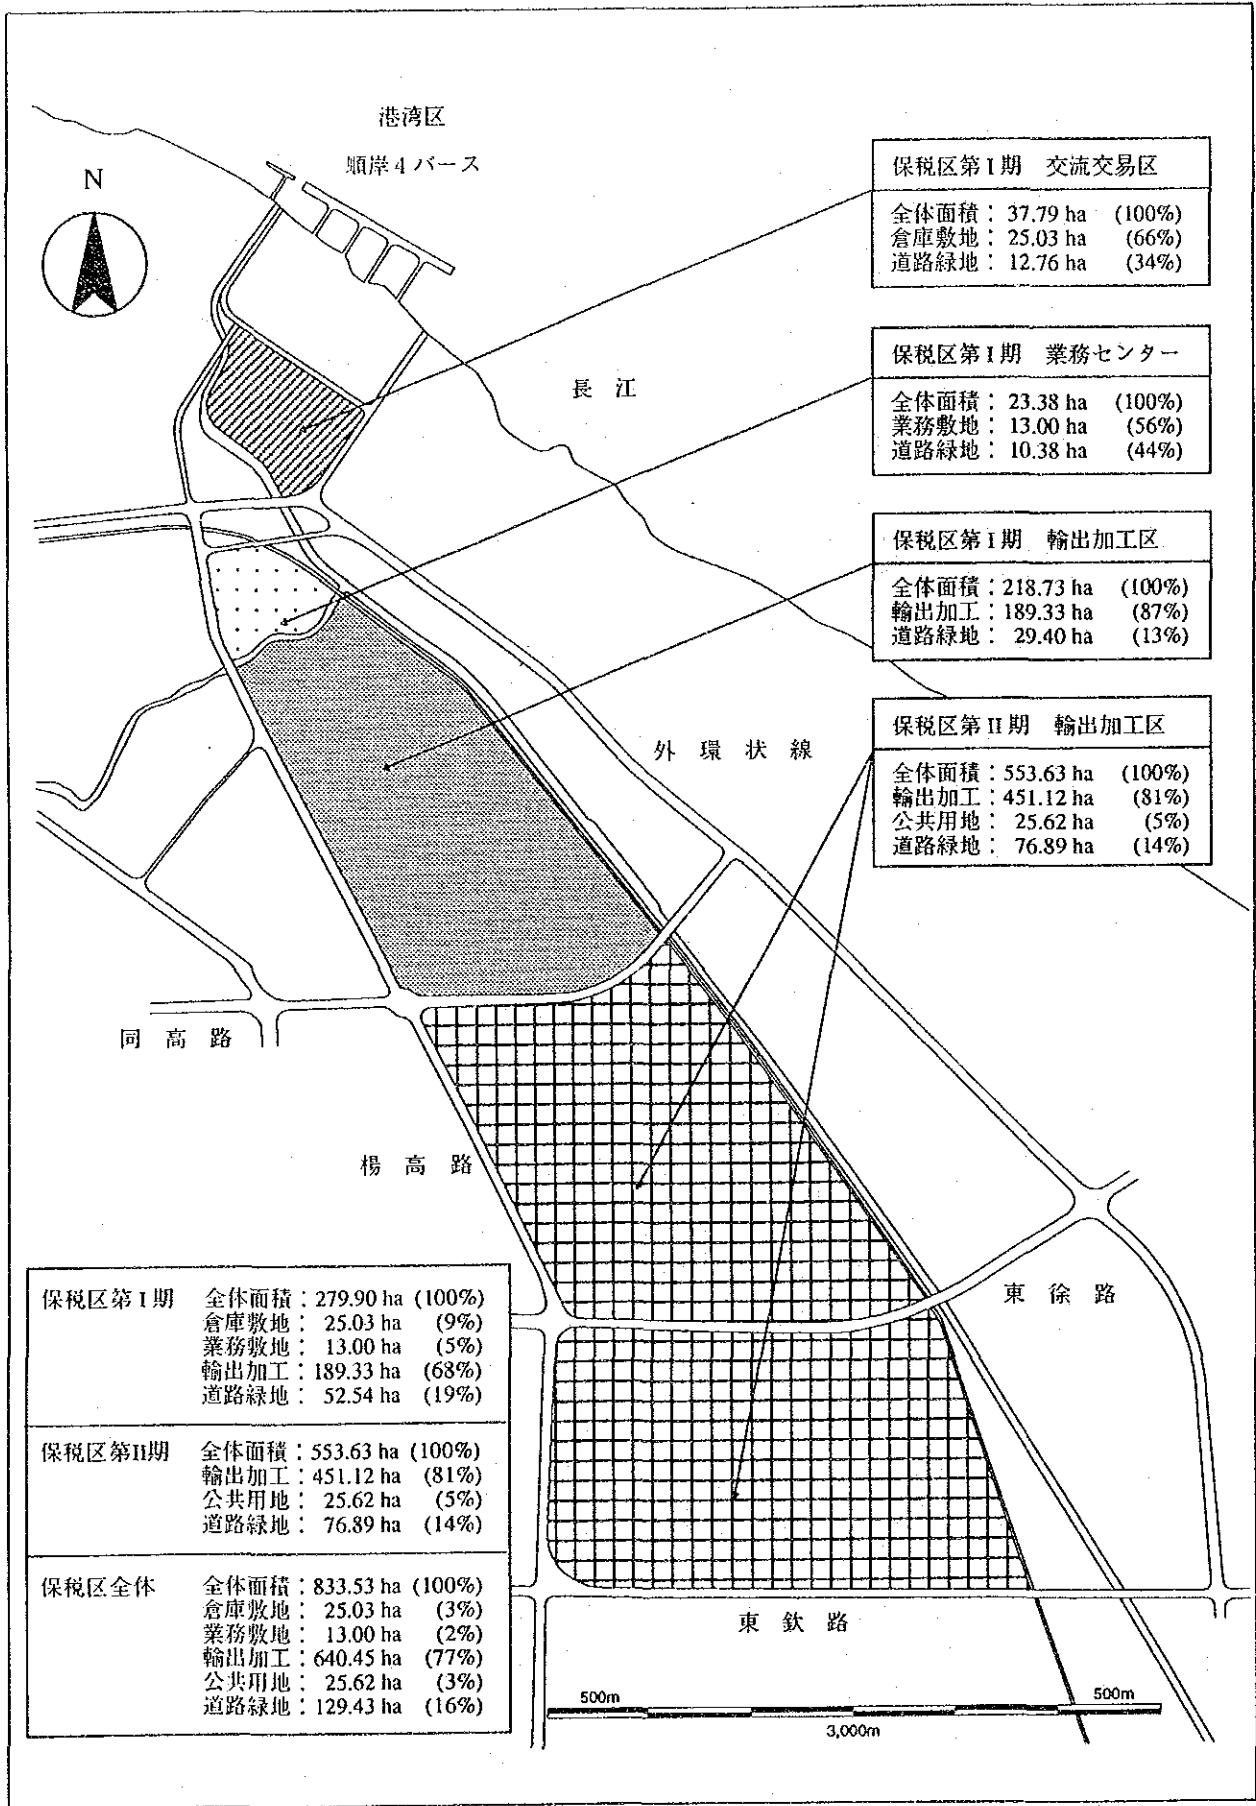 港湾区
順岸4バース
N
保税区第I期 交流交易区
全体面積：37.79 ha (100%)
倉庫敷地：25.03 ha (66%)
道路緑地：12.76 ha (34%)
保税区第I期 業務センター
全体面積：23.38 ha (100%)
業務敷地：13.00 ha (56%)
道路緑地：10.38 ha (44%)
長江
保税区第I期 輸出加工区
全体面積：218.73 ha (100%)
輸出加工：189.33 ha (87%)
道路緑地：29.40 ha (13%)
保税区第II期 輸出加工区
全体面積：553.63 ha (100%)
輸出加工：451.12 ha (81%)
公共用地：25.62 ha (5%)
道路緑地：76.89 ha (14%)
外環状線
同高路
楊高路
東徐路
保税区第I期 全体面積：279.90 ha (100%)
倉庫敷地：25.03 ha (9%)
業務敷地：13.00 ha (5%)
輸出加工：189.33 ha (68%)
道路緑地：52.54 ha (19%)
保税区第II期 全体面積：553.63 ha (100%)
輸出加工：451.12 ha (81%)
公共用地：25.62 ha (5%)
道路緑地：76.89 ha (14%)
保税区全体 全体面積：833.53 ha (100%)
倉庫敷地：25.03 ha (3%)
業務敷地：13.00 ha (2%)
輸出加工：640.45 ha (77%)
公共用地：25.62 ha (3%)
道路緑地：129.43 ha (16%)
東欽路
500m 500m
3,000m